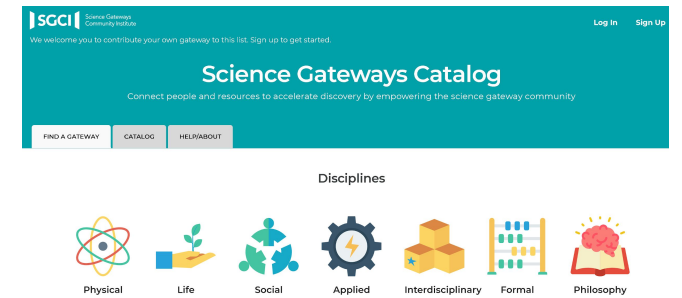 SGCI Science Gateways
Community Institute
Log In Sign Up
We welcome you to contribute your own gateway to this list. Sign up to get started.
Science Gateways Catalog
Connect people and resources to accelerate discovery by empowering the science gateway community
FIND A GATEWAY CATALOG HELP/ABOUT
Disciplines
Physical Life Social Applied Interdisciplinary Formal Philosophy